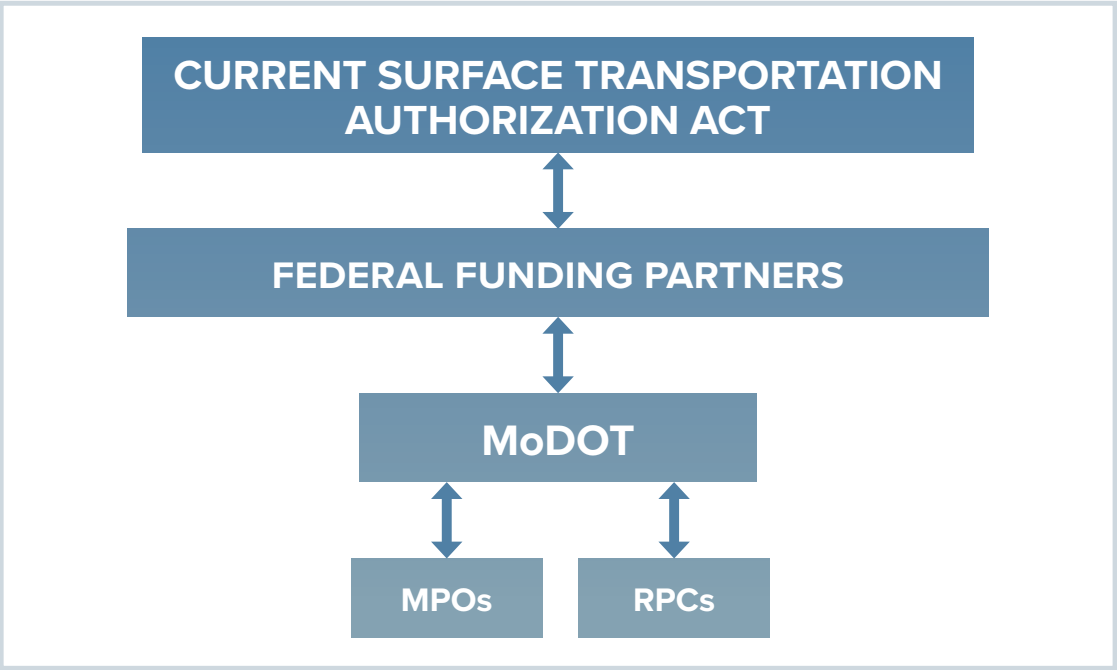 CURRENT SURFACE TRANSPORTATION
AUTHORIZATION ACT
FEDERAL FUNDING PARTNERS
MoDOT
MPOs
RPCs